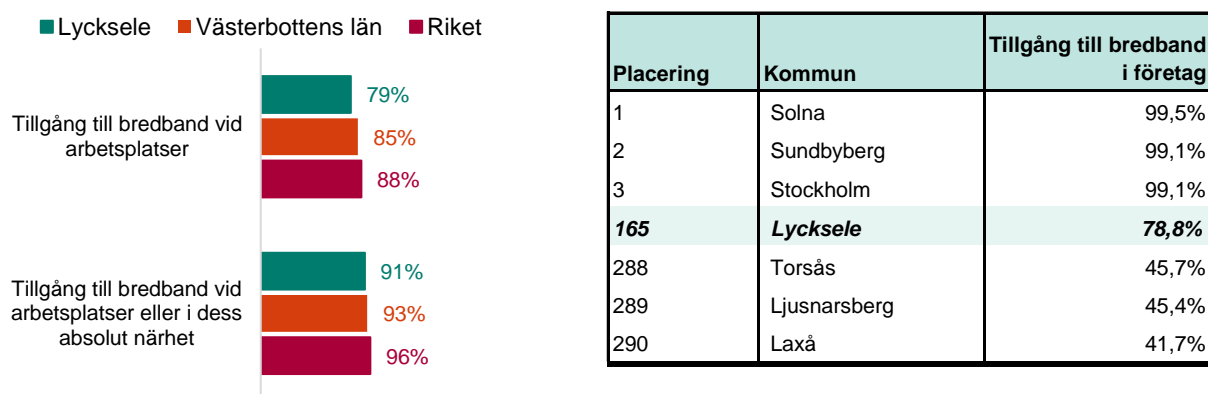 Lycksele Västerbottens län Riket
Tillgång till bredband vid
arbetsplatser
79%
85%
88%
Tillgång till bredband vid
arbetsplatser eller i dess
absolut närhet
91%
93%
96%
Placering Kommun Tillgång till bredband
i företag
1 Solna 99,5%
2 Sundbyberg 99,1%
3 Stockholm 99,1%
165 Lycksele 78,8%
288 Torsås 45,7%
289 Ljusnarsberg 45,4%
290 Laxå 41,7%